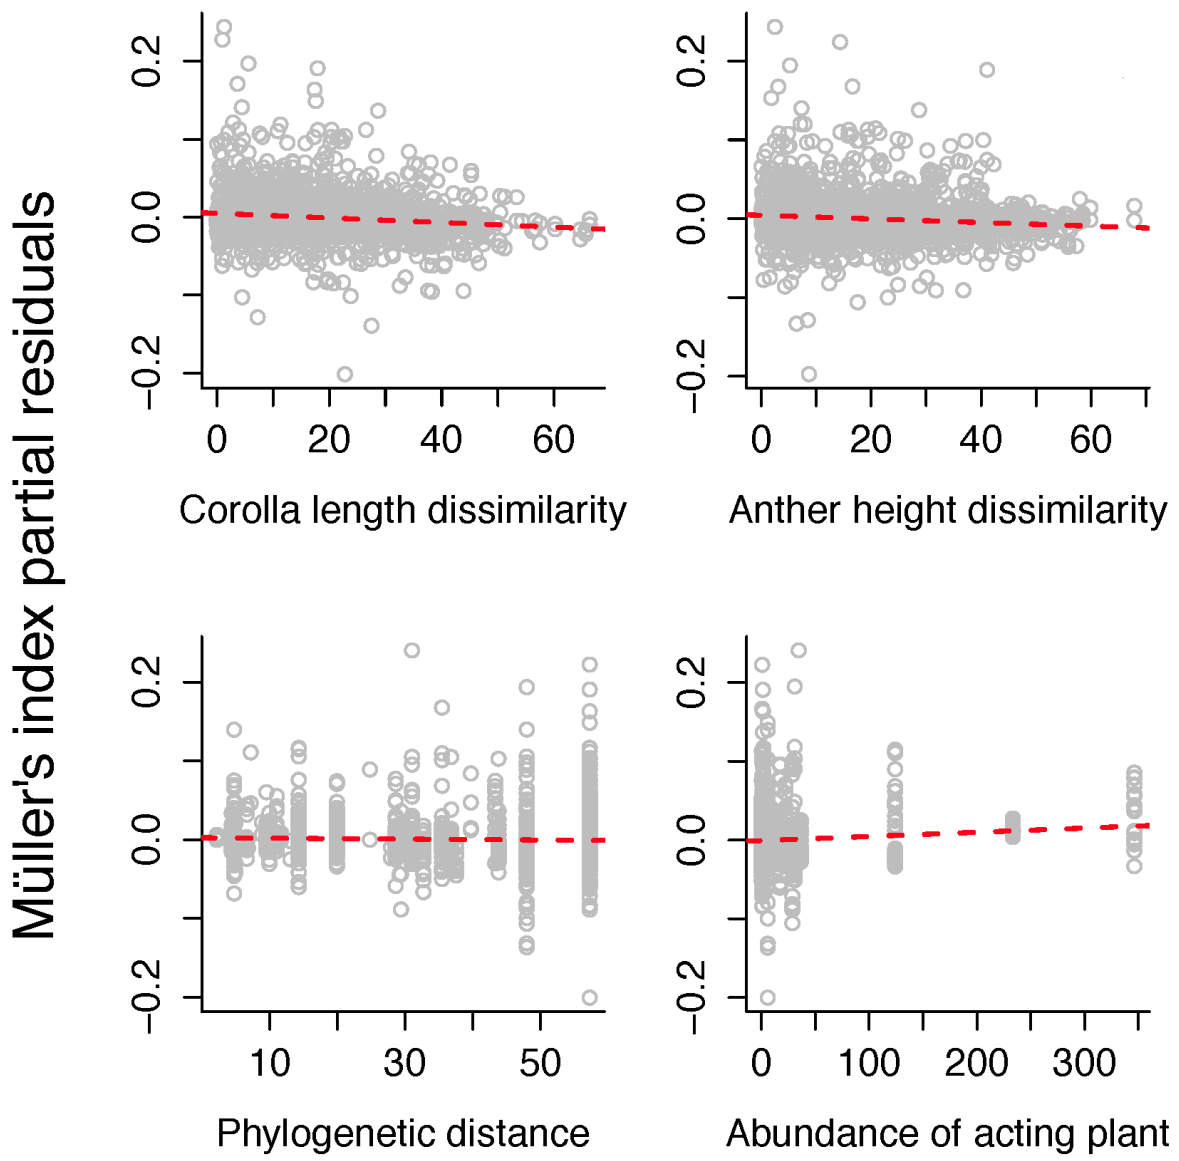 Müller's index partial residuals
0.2
0.0
−0.2
0 20 40 60
Corolla length dissimilarity
0.2
0.0
−0.2
0 20 40 60
Anther height dissimilarity
0.2
0.0
−0.2
10 30 50
Phylogenetic distance
0.2
0.0
−0.2
0 100 200 300
Abundance of acting plant